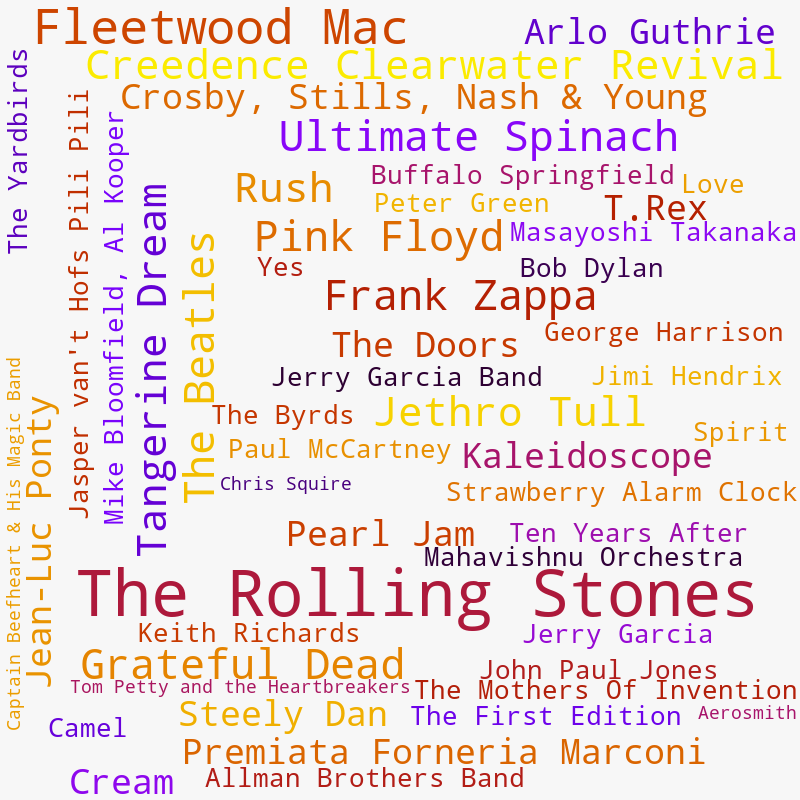 Fleetwood Mac
Arlo Guthrie
Creedence Clearwater Revival
Crosby, Stills, Nash & Young
Ultimate Spinach
The Yardbirds
Jasper van't Hofs Pili Pili
Mike Bloomfield, Al Kooper
Tangerine Dream
The Beatles
Buffalo Springfield
Love
Rush
Peter Green
T.Rex
Pink Floyd
Masayoshi Takanaka
Yes
Bob Dylan
Frank Zappa
George Harrison
The Doors
Jerry Garcia Band
Jimi Hendrix
The Byrds
Jethro Tull
Spirit
Paul McCartney
Kaleidoscope
Chris Squire
Strawberry Alarm Clock
Captain Beefheart & His Magic Band
Jean-Luc Ponty
Pearl Jam
Ten Years After
Mahavishnu Orchestra
The Rolling Stones
Keith Richards
Jerry Garcia
Grateful Dead
John Paul Jones
Tom Petty and the Heartbreakers
The Mothers Of Invention
Steely Dan
The First Edition
Aerosmith
Camel
Premiata Forneria Marconi
Cream
Allman Brothers Band